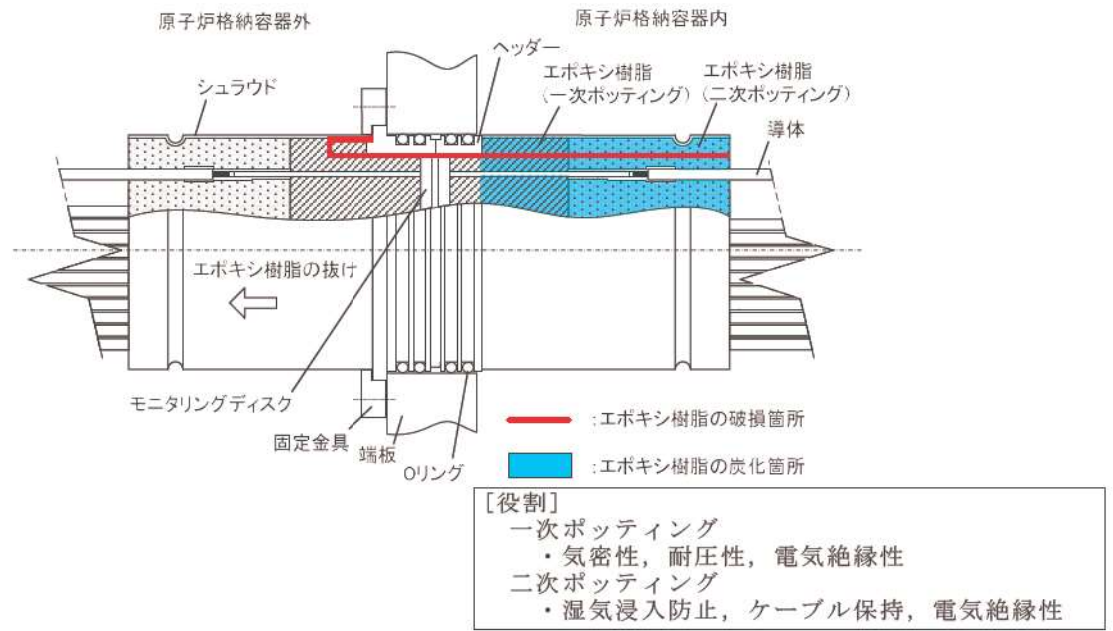 原子炉格納容器外
原子炉格納容器内
ヘッダー
エポキシ樹脂
(一次ポッティング)
エポキシ樹脂
(二次ポッティング)
シュラウド
導体
エポキシ樹脂の抜け
モニタリングディスク
固定金具
端板
Oリング
:エポキシ樹脂の破損箇所
:エポキシ樹脂の炭化箇所
[役割]
一次ポッティング
・気密性，耐圧性，電気絶縁性
二次ポッティング
・湿気浸入防止，ケーブル保持，電気絶縁性